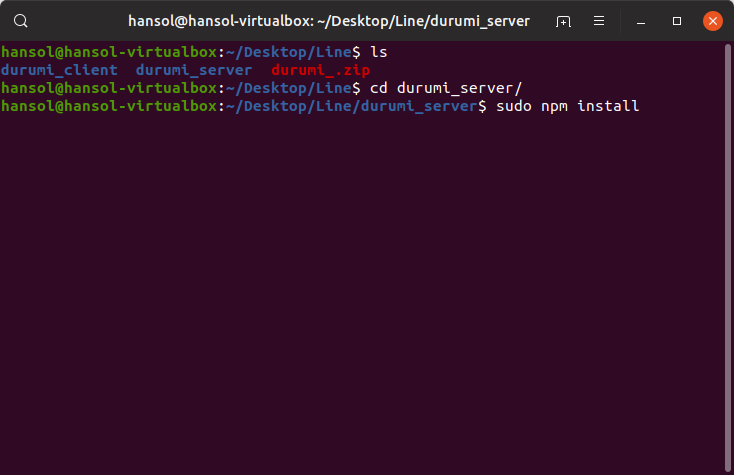 hansol@hansol-virtualbox: ~/Desktop/Line/durumi_server
hansol@hansol-virtualbox:~/Desktop/Line$ ls
durumi_client  durumi_server  durumi_.zip
hansol@hansol-virtualbox:~/Desktop/Line$ cd durumi_server/
hansol@hansol-virtualbox:~/Desktop/Line/durumi_server$ sudo npm install